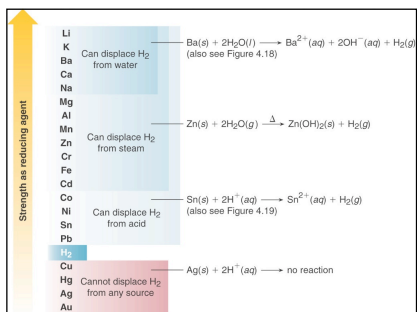 Strength as reducing agent
Li
K
Ba
Ca
Na
Mg
Al
Mn
Zn
Cr
Fe
Cd
Co
Ni
Sn
Pb
H₂
Cu
Hg
Ag
Au
Can displace H₂
from water
Can displace H₂
from steam
Can displace H₂
from acid
Cannot displace H₂
from any source
Ba(s) + 2H₂O(l) ⟶ Ba²⁺(aq) + 2OH⁻(aq) + H₂(g)
(also see Figure 4.18)
Δ
Zn(s) + 2H₂O(g) ⟶ Zn(OH)₂(s) + H₂(g)
Sn(s) + 2H⁺(aq) ⟶ Sn²⁺(aq) + H₂(g)
(also see Figure 4.19)
Ag(s) + 2H⁺(aq) ⟶ no reaction